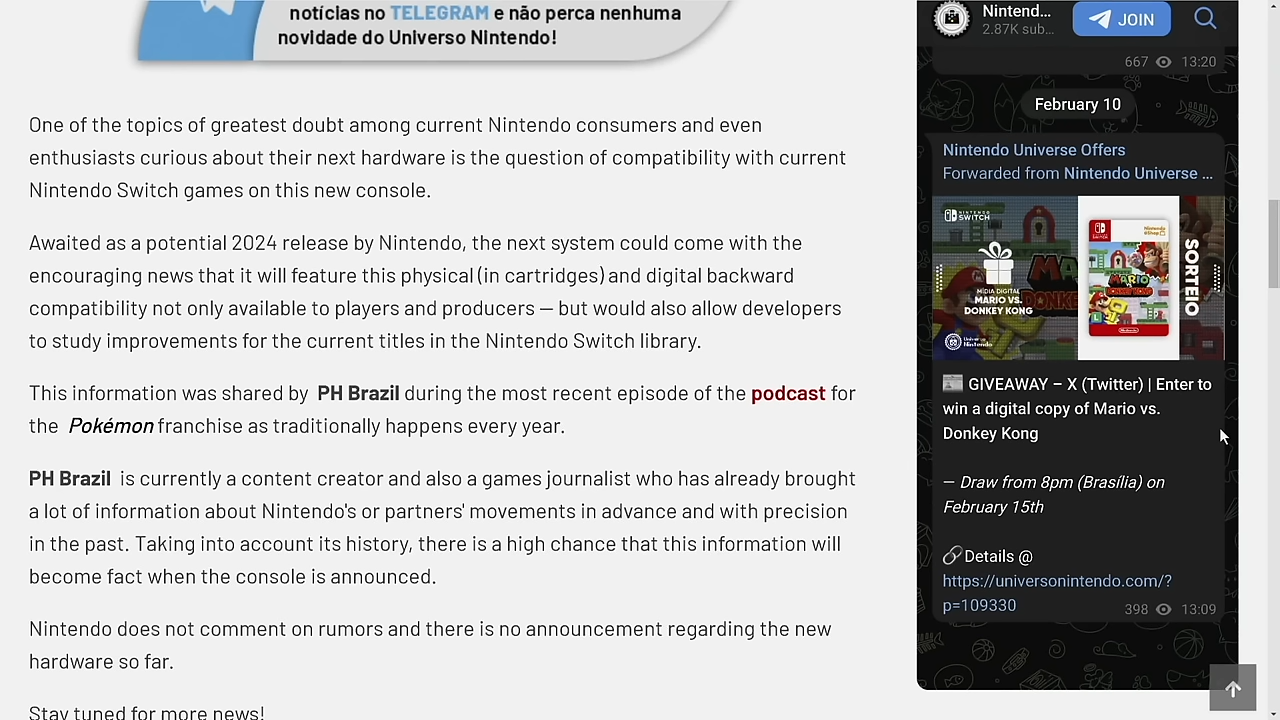 notícias no TELEGRAM e não perca nenhuma
novidade do Universo Nintendo!
One of the topics of greatest doubt among current Nintendo consumers and even
enthusiasts curious about their next hardware is the question of compatibility with current
Nintendo Switch games on this new console.
Awaited as a potential 2024 release by Nintendo, the next system could come with the
encouraging news that it will feature this physical (in cartridges) and digital backward
compatibility not only available to players and producers — but would also allow developers
to study improvements for the current titles in the Nintendo Switch library.
This information was shared by PH Brazil during the most recent episode of the podcast for
the Pokémon franchise as traditionally happens every year.
PH Brazil is currently a content creator and also a games journalist who has already brought
a lot of information about Nintendo's or partners' movements in advance and with precision
in the past. Taking into account its history, there is a high chance that this information will
become fact when the console is announced.
Nintendo does not comment on rumors and there is no announcement regarding the new
hardware so far.
Stay tuned for more news!
Nintend...
2.87K sub...
JOIN
667 13:20
February 10
Nintendo Universe Offers
Forwarded from Nintendo Universe ...
NINTENDO
SWITCH
MÍDIA DIGITAL
MARIO VS.
DONKEY KONG
Universo
Nintendo
SORTEIO
GIVEAWAY – X (Twitter) | Enter to
win a digital copy of Mario vs.
Donkey Kong
— Draw from 8pm (Brasília) on
February 15th
Details @
https://universonintendo.com/?
p=109330
398 13:09